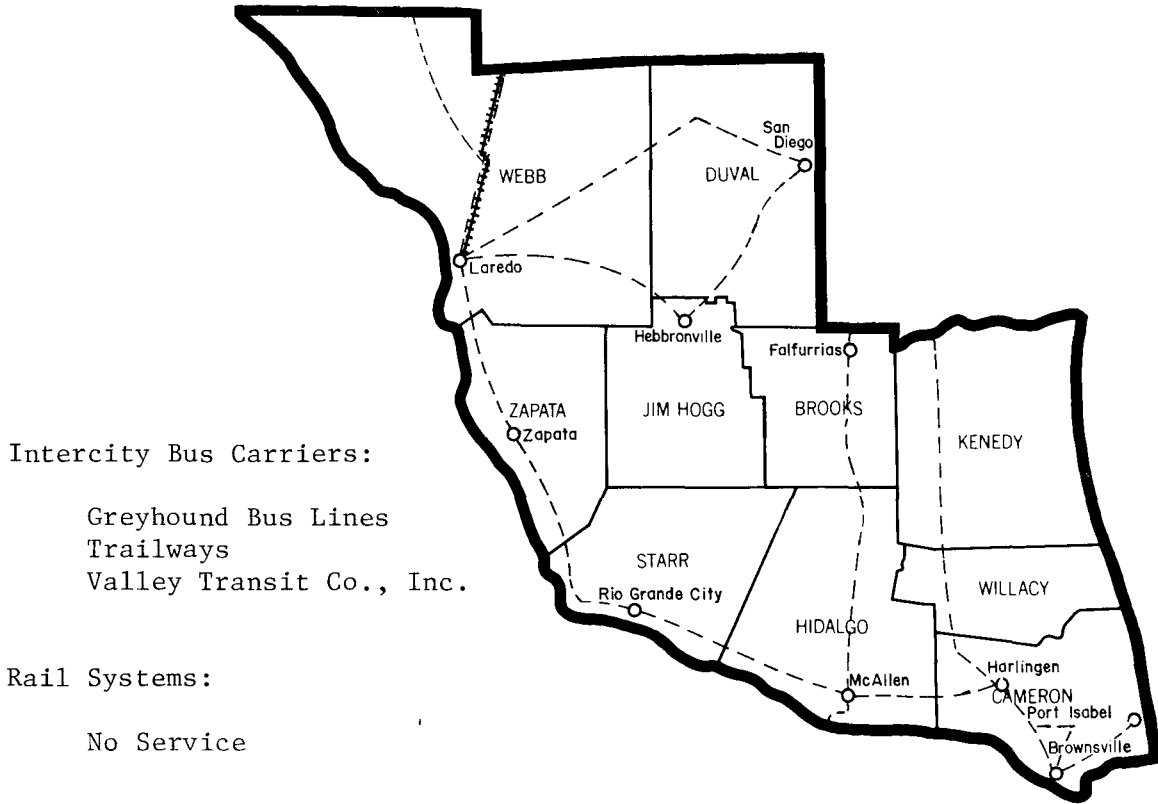 San
Diego
WEBB
DUVAL
Laredo
Hebbronville
Falfurrias
ZAPATA
Zapata
JIM HOGG
BROOKS
KENEDY
Intercity Bus Carriers:
Greyhound Bus Lines
Trailways
Valley Transit Co., Inc.
STARR
Rio Grande City
WILLACY
HIDALGO
Rail Systems:
No Service
McAllen
Harlingen
CAMERON
Port Isabel
Brownsville